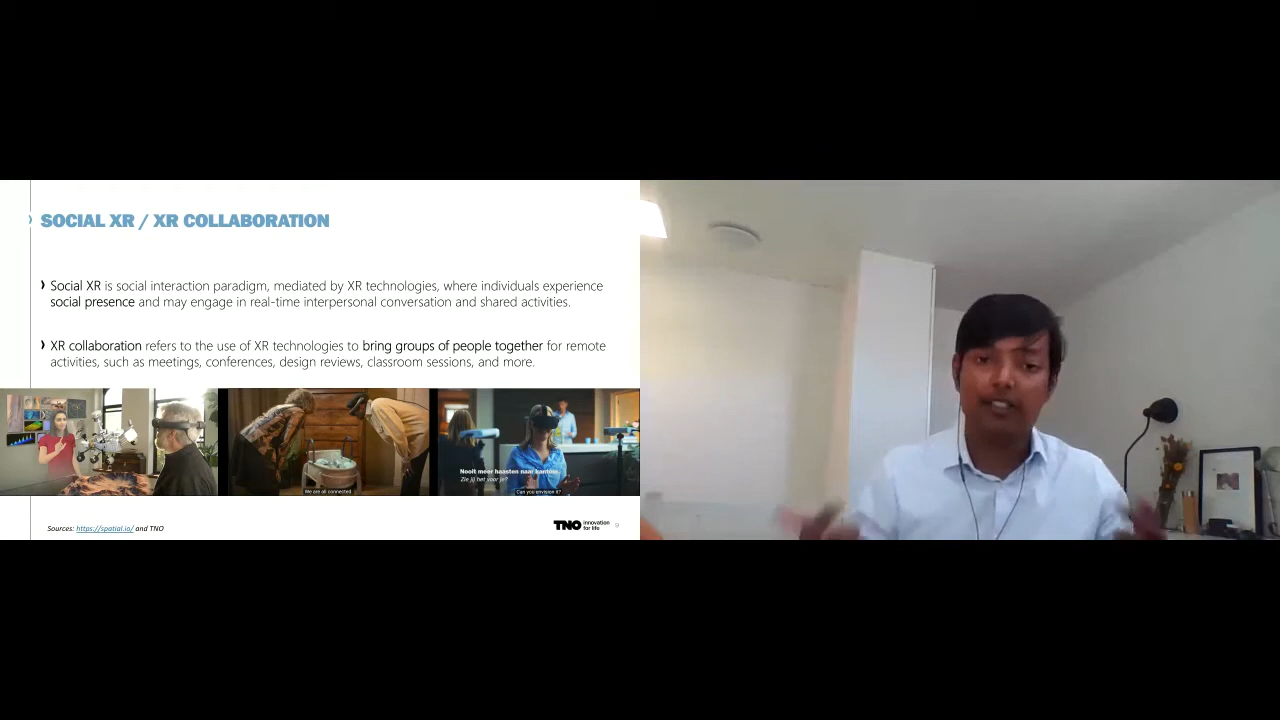 SOCIAL XR / XR COLLABORATION
› Social XR is social interaction paradigm, mediated by XR technologies, where individuals experience
social presence and may engage in real-time interpersonal conversation and shared activities.
› XR collaboration refers to the use of XR technologies to bring groups of people together for remote
activities, such as meetings, conferences, design reviews, classroom sessions, and more.
We are all connected.
Nooit meer haasten naar kantoor.
Zie jij het voor je?
Can you envision it?
Sources: https://spatial.io/ and TNO
TNO innovation
for life
9